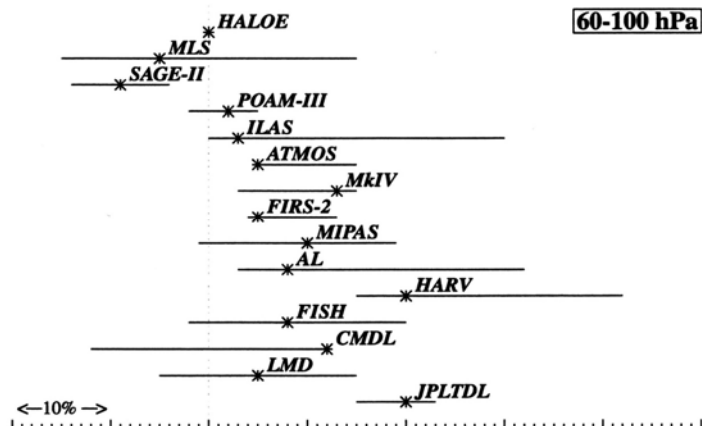 HALOE
60-100 hPa
MLS
SAGE-II
POAM-III
ILAS
ATMOS
MkIV
FIRS-2
MIPAS
AL
HARV
FISH
CMDL
LMD
JPLTDL
<--10% -->